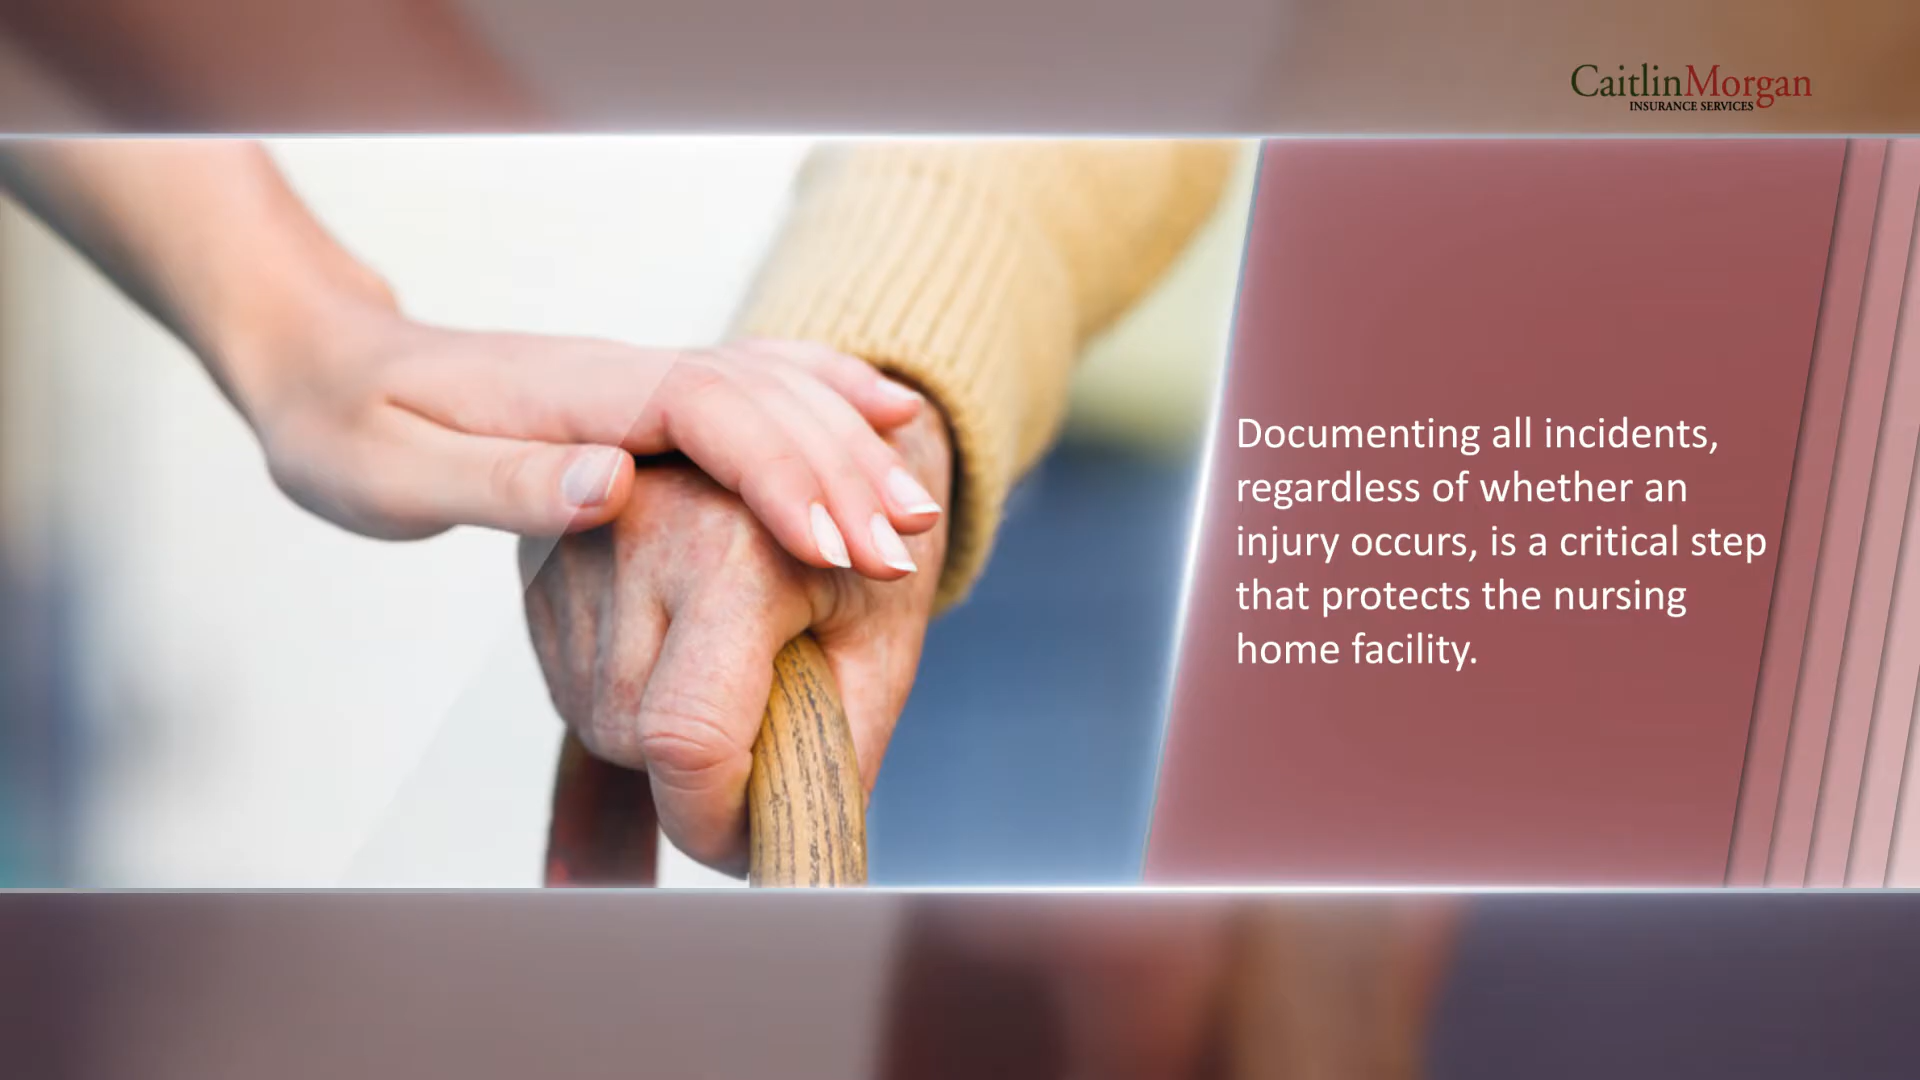 CaitlinMorgan
INSURANCE SERVICES
Documenting all incidents,
regardless of whether an
injury occurs, is a critical step
that protects the nursing
home facility.